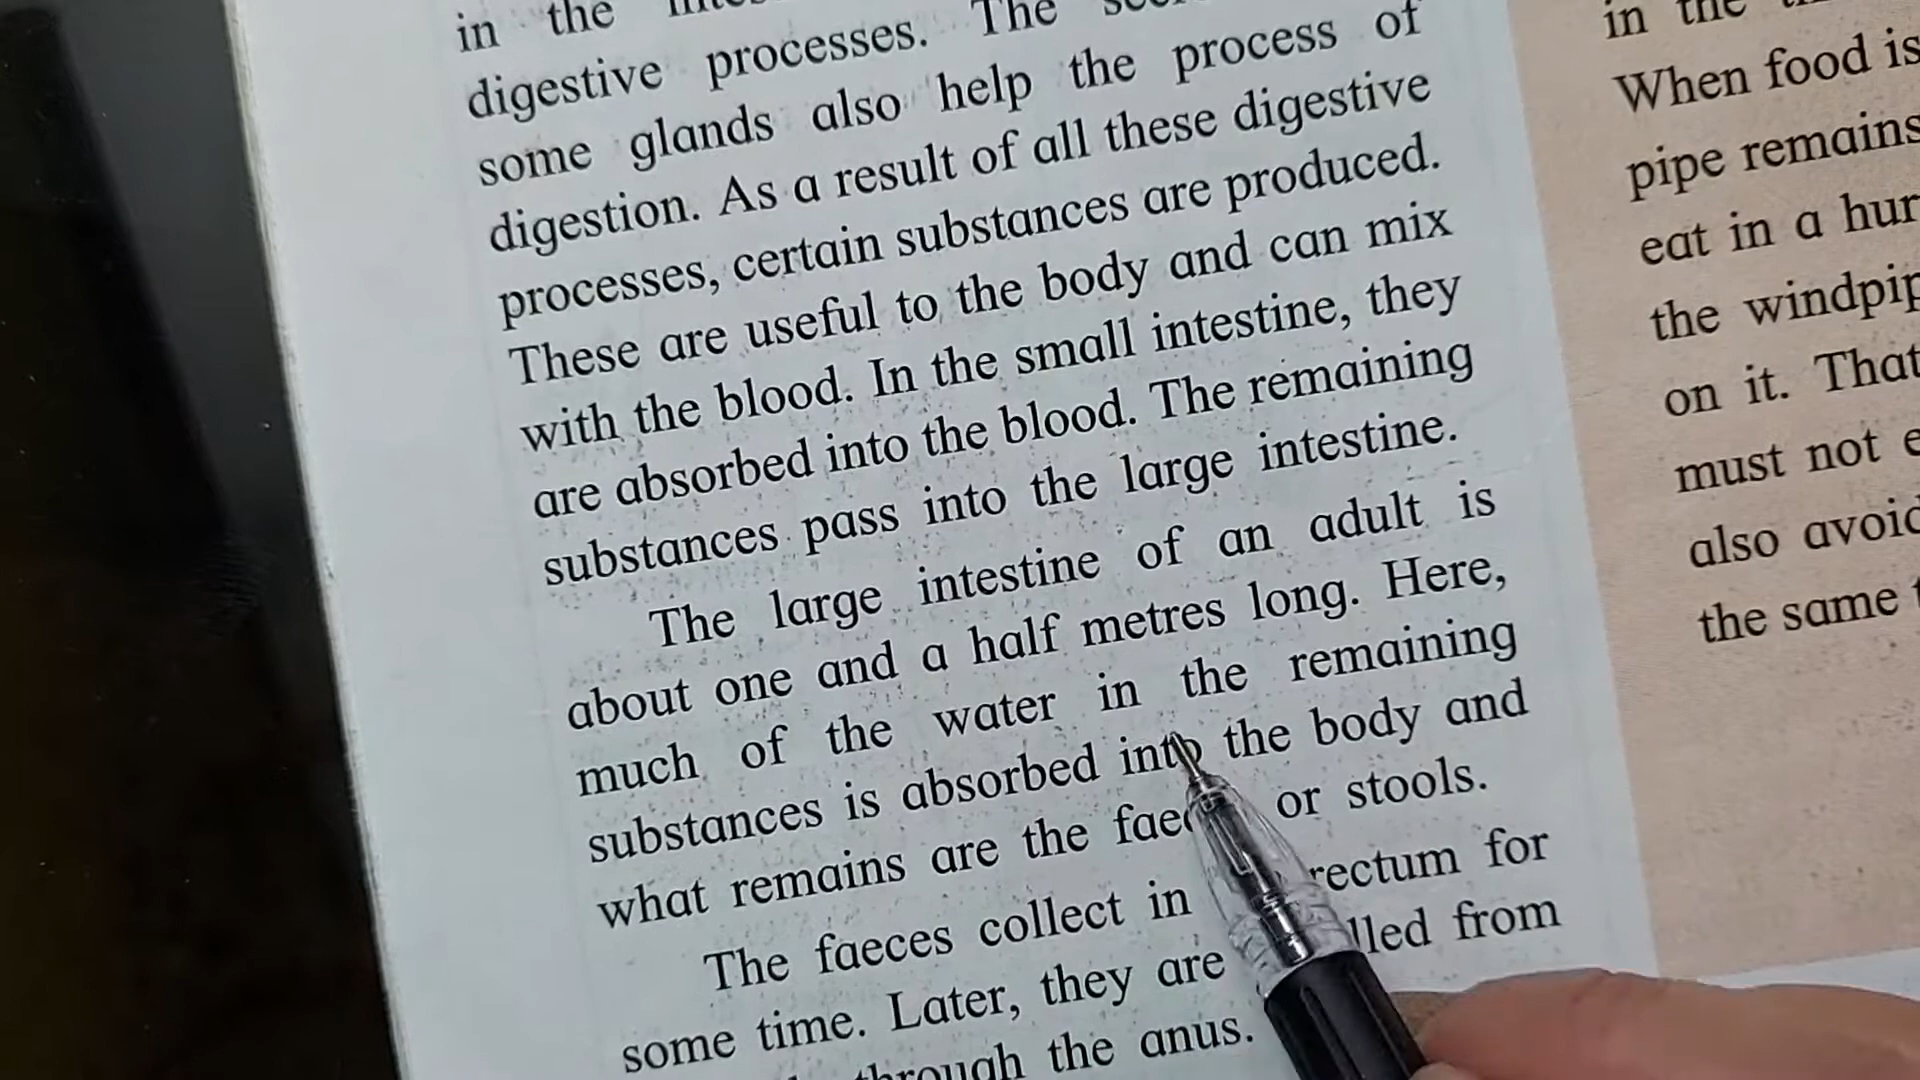 in the
digestive processes. The
some glands also help the process of
digestion. As a result of all these digestive
processes, certain substances are produced.
These are useful to the body and can mix
with the blood. In the small intestine, they
are absorbed into the blood. The remaining
substances pass into the large intestine.
The large intestine of an adult is
about one and a half metres long. Here,
much of the water in the remaining
substances is absorbed into the body and
what remains are the or stools.
The faeces collect in rectum for
some time. Later, they are from
through the anus.
in the
When food is
pipe remains
eat in a
the
on it. That
must not
also avoid
the same